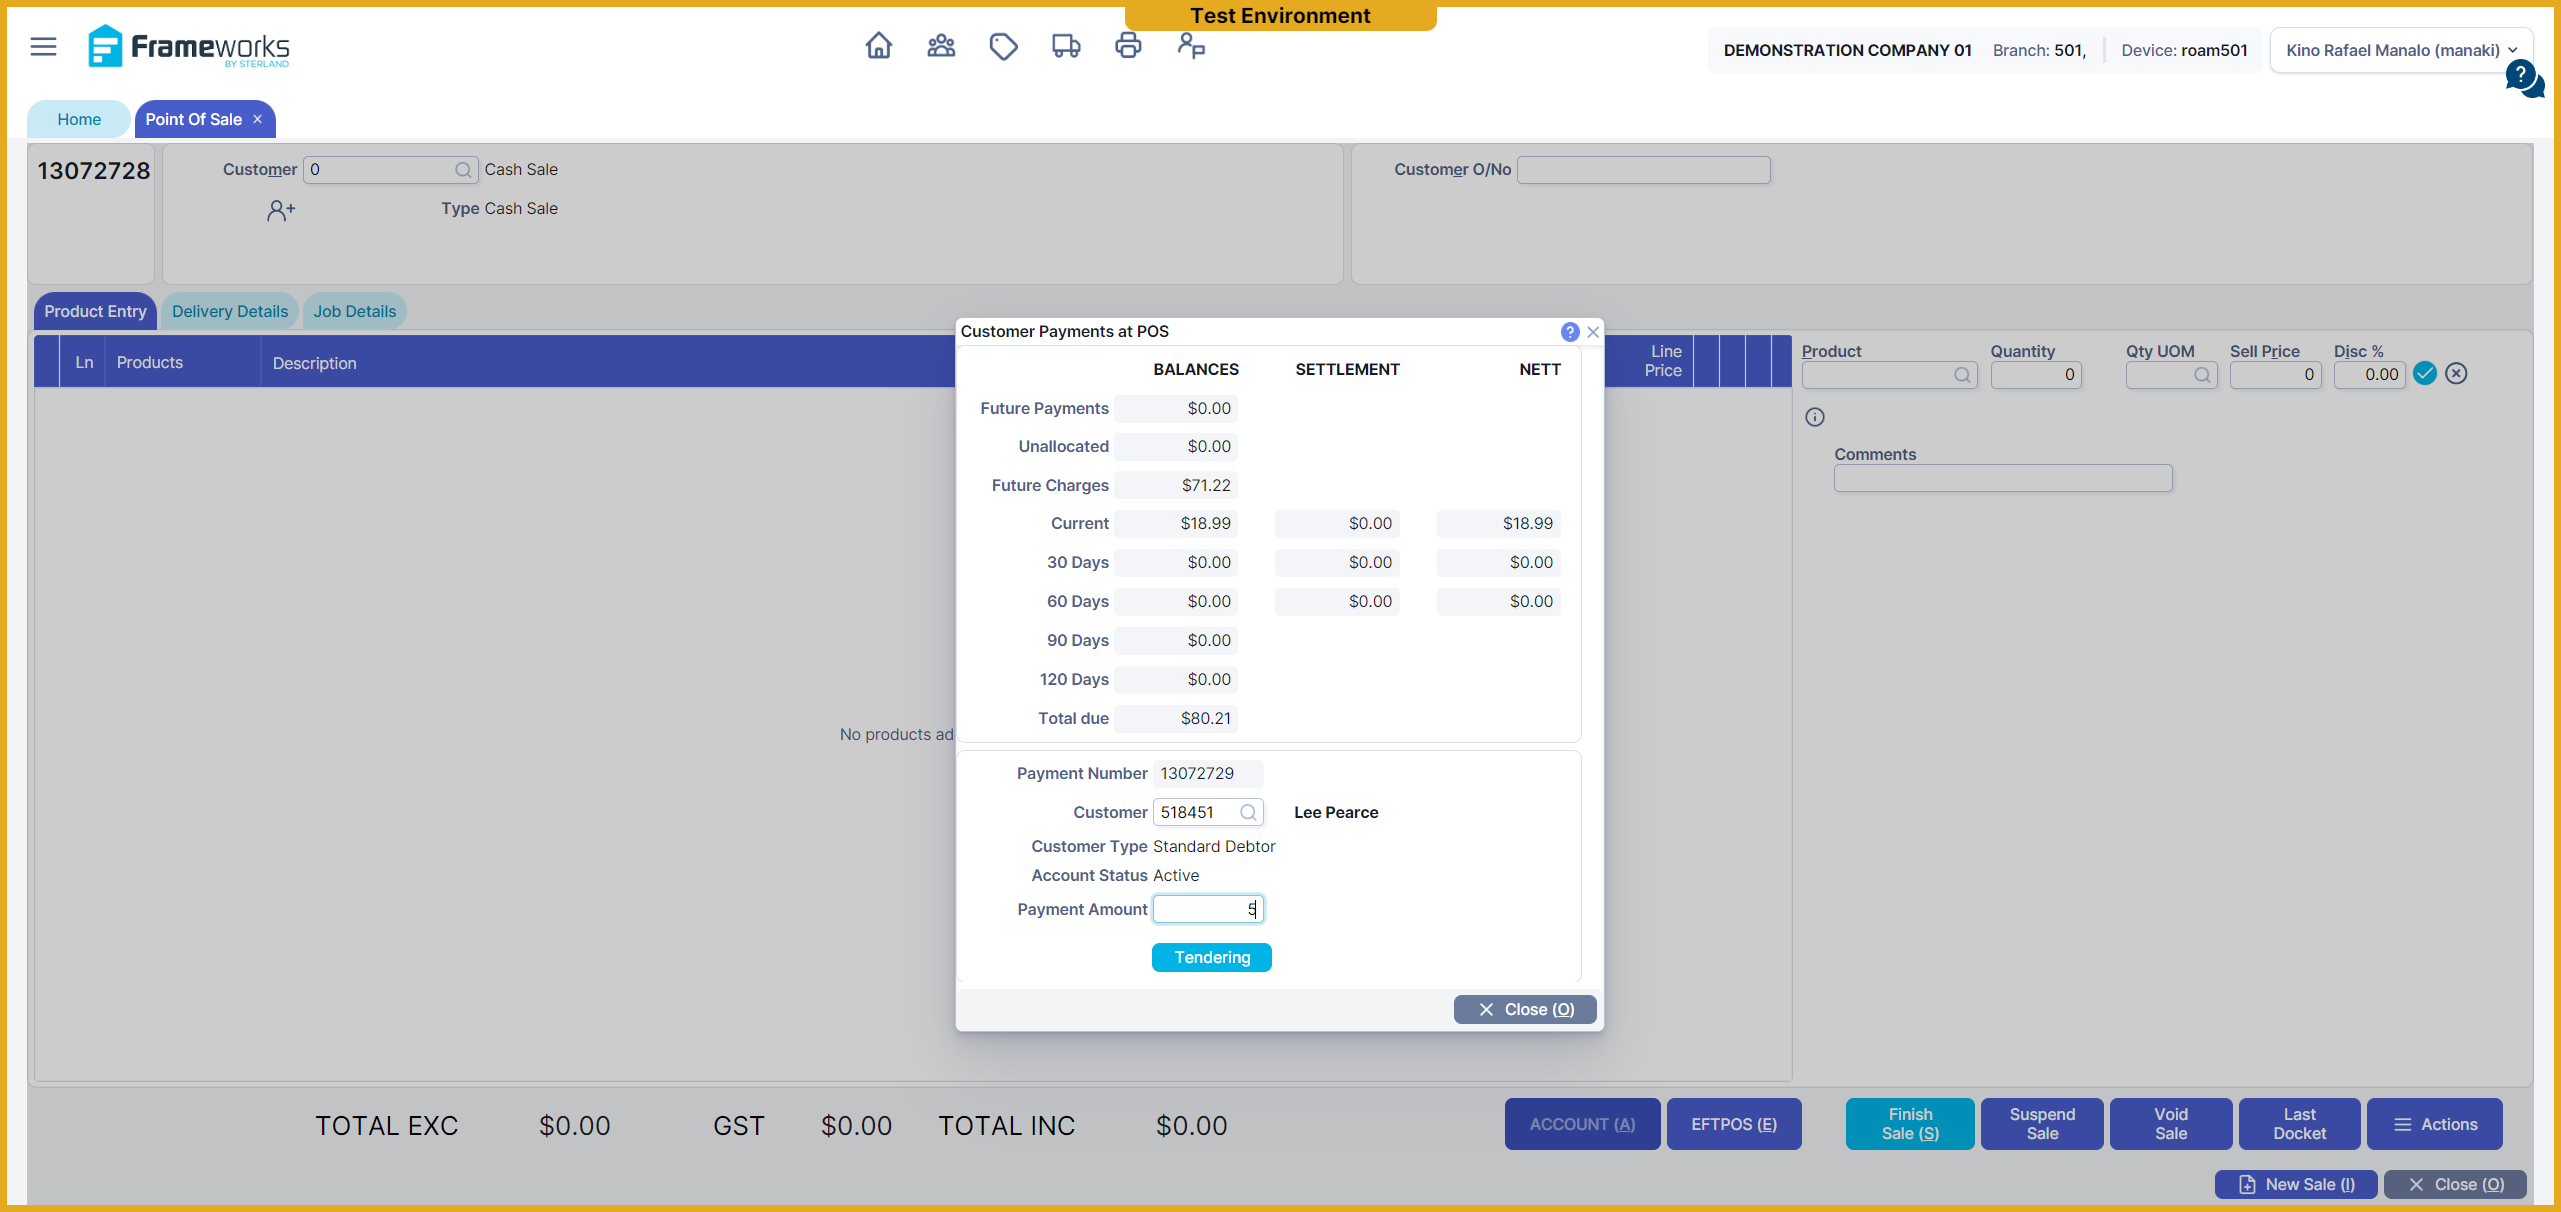 Test Environment
Frameworks
BY STERLAND
DEMONSTRATION COMPANY 01 Branch: 501, Device: roam501
Kino Rafael Manalo (manaki)
?
Home Point Of Sale ×
13072728
Customer 0 Cash Sale
Type Cash Sale
Customer O/No
Product Entry Delivery Details Job Details
Ln Products Description
Line
Price
Product Quantity Qty UOM Sell Price Disc %
0 0 0.00
Comments
No products ad
Customer Payments at POS ?
BALANCES SETTLEMENT NETT
Future Payments $0.00
Unallocated $0.00
Future Charges $71.22
Current $18.99 $0.00 $18.99
30 Days $0.00 $0.00 $0.00
60 Days $0.00 $0.00 $0.00
90 Days $0.00
120 Days $0.00
Total due $80.21
Payment Number 13072729
Customer 518451 Lee Pearce
Customer Type Standard Debtor
Account Status Active
Payment Amount 5
Tendering
Close (O)
TOTAL EXC $0.00 GST $0.00 TOTAL INC $0.00
ACCOUNT (A)
EFTPOS (E)
Finish
Sale (S)
Suspend
Sale
Void
Sale
Last
Docket
Actions
New Sale (I)
Close (O)